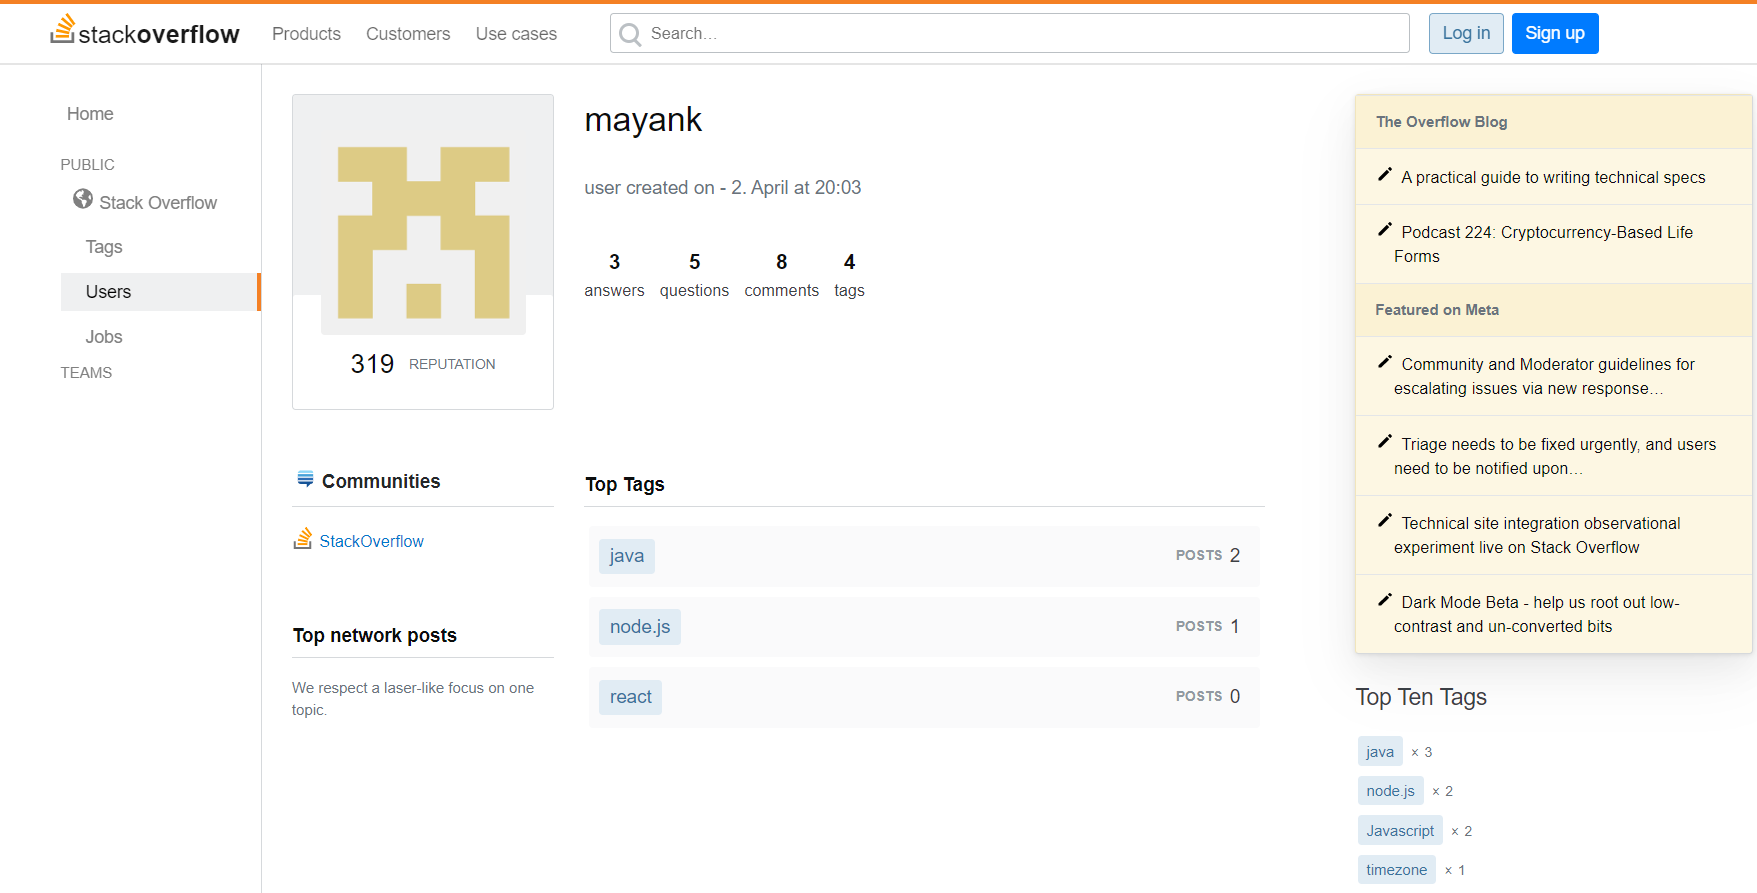 stackoverflow
Products Customers Use cases
Search...
Log in Sign up
Home
PUBLIC
Stack Overflow
Tags
Users
Jobs
TEAMS
319 REPUTATION
mayank
user created on - 2. April at 20:03
3 5 8 4
answers questions comments tags
Communities
StackOverflow
Top network posts
We respect a laser-like focus on one
topic.
Top Tags
java POSTS 2
node.js POSTS 1
react POSTS 0
The Overflow Blog
A practical guide to writing technical specs
Podcast 224: Cryptocurrency-Based Life
Forms
Featured on Meta
Community and Moderator guidelines for
escalating issues via new response…
Triage needs to be fixed urgently, and users
need to be notified upon…
Technical site integration observational
experiment live on Stack Overflow
Dark Mode Beta - help us root out low-
contrast and un-converted bits
Top Ten Tags
java × 3
node.js × 2
Javascript × 2
timezone × 1